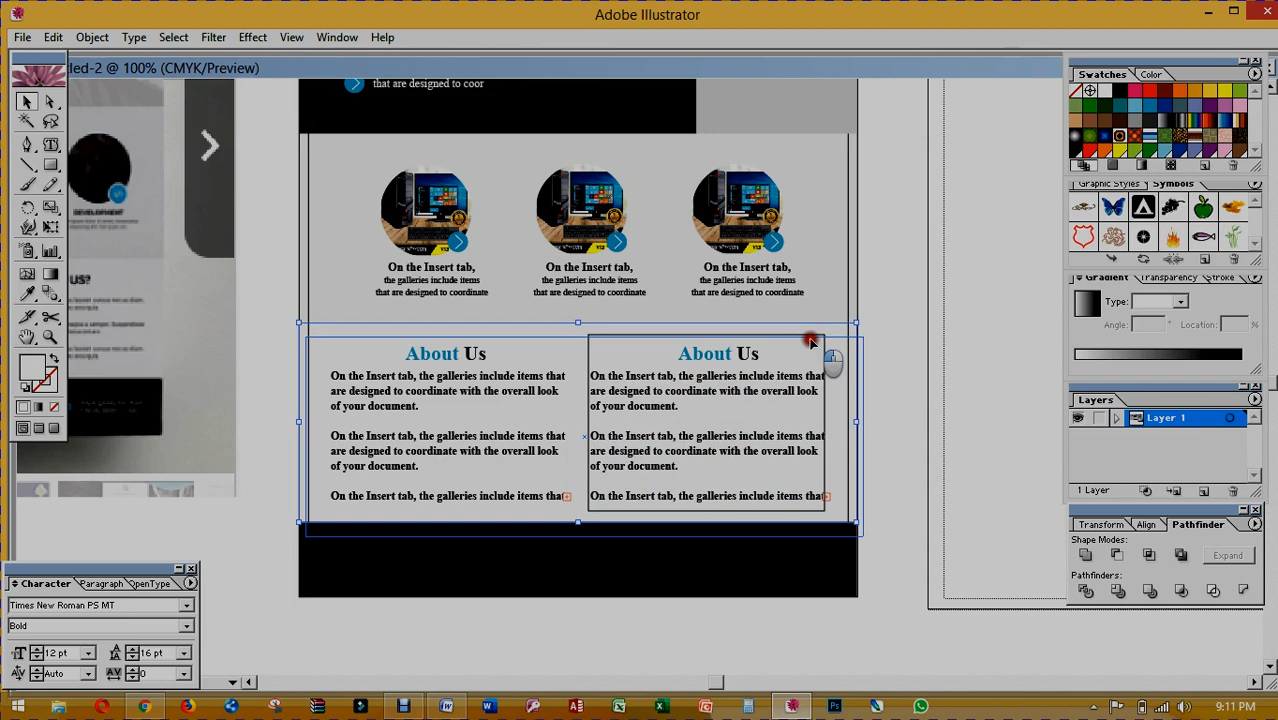 Adobe Illustrator
File Edit Object Type Select Filter Effect View Window Help
tled-2 @ 100% (CMYK/Preview)
that are designed to coor
DEVELOPMENT
US?
On the Insert tab,
the galleries include items
that are designed to coordinate
On the Insert tab,
the galleries include items
that are designed to coordinate
On the Insert tab,
the galleries include items
that are designed to coordinate
About Us
On the Insert tab, the galleries include items that
are designed to coordinate with the overall look
of your document.
On the Insert tab, the galleries include items that
are designed to coordinate with the overall look
of your document.
On the Insert tab, the galleries include items that
About Us
On the Insert tab, the galleries include items that
are designed to coordinate with the overall look
of your document.
On the Insert tab, the galleries include items that
are designed to coordinate with the overall look
of your document.
On the Insert tab, the galleries include items that
Swatches Color
Graphic Styles Symbols
Gradient Transparency Stroke
Type:
Angle: ° Location: %
Layers
Layer 1
1 Layer
Transform Align Pathfinder
Shape Modes:
Expand
Pathfinders:
Character Paragraph OpenType
Times New Roman PS MT
Bold
12 pt 16 pt
Auto 0
9:11 PM